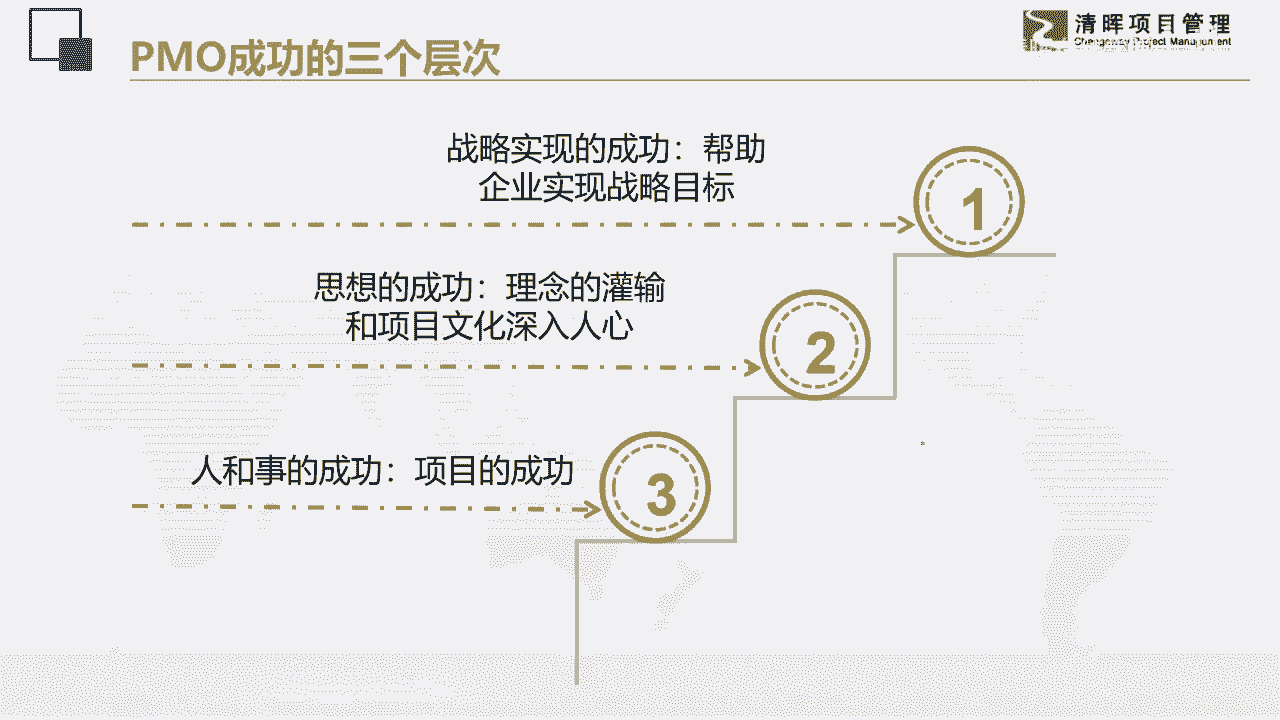 PMO成功的三个层次
清晖项目管理
战略实现的成功：帮助
企业实现战略目标
1
思想的成功：理念的灌输
和项目文化深入人心
2
人和事的成功：项目的成功
3